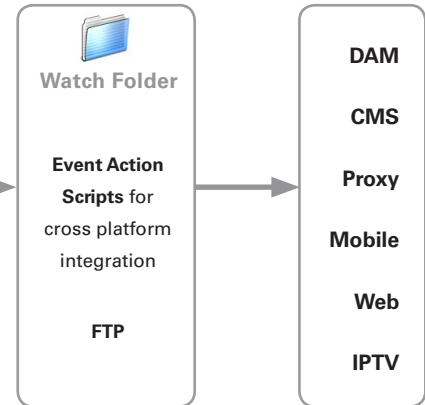 Watch Folder
Event Action
Scripts for
cross platform
integration
FTP
DAM
CMS
Proxy
Mobile
Web
IPTV